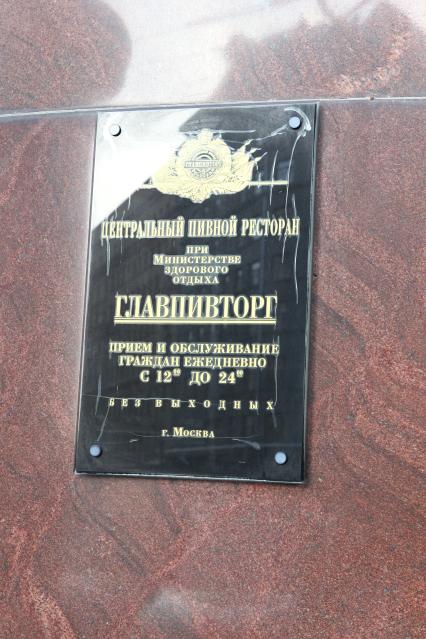 ЦЕНТРАЛЬНЫЙ ПИВНОЙ РЕСТОРАН
ПРИ
МИНИСТЕРСТВЕ
ЗДОРОВОГО
ОТДЫХА
ГЛАВПИВТОРГ
ПРИЕМ И ОБСЛУЖИВАНИЕ
ГРАЖДАН ЕЖЕДНЕВНО
С 12⁰⁰ ДО 24⁰⁰
БЕЗ ВЫХОДНЫХ
г. МОСКВА